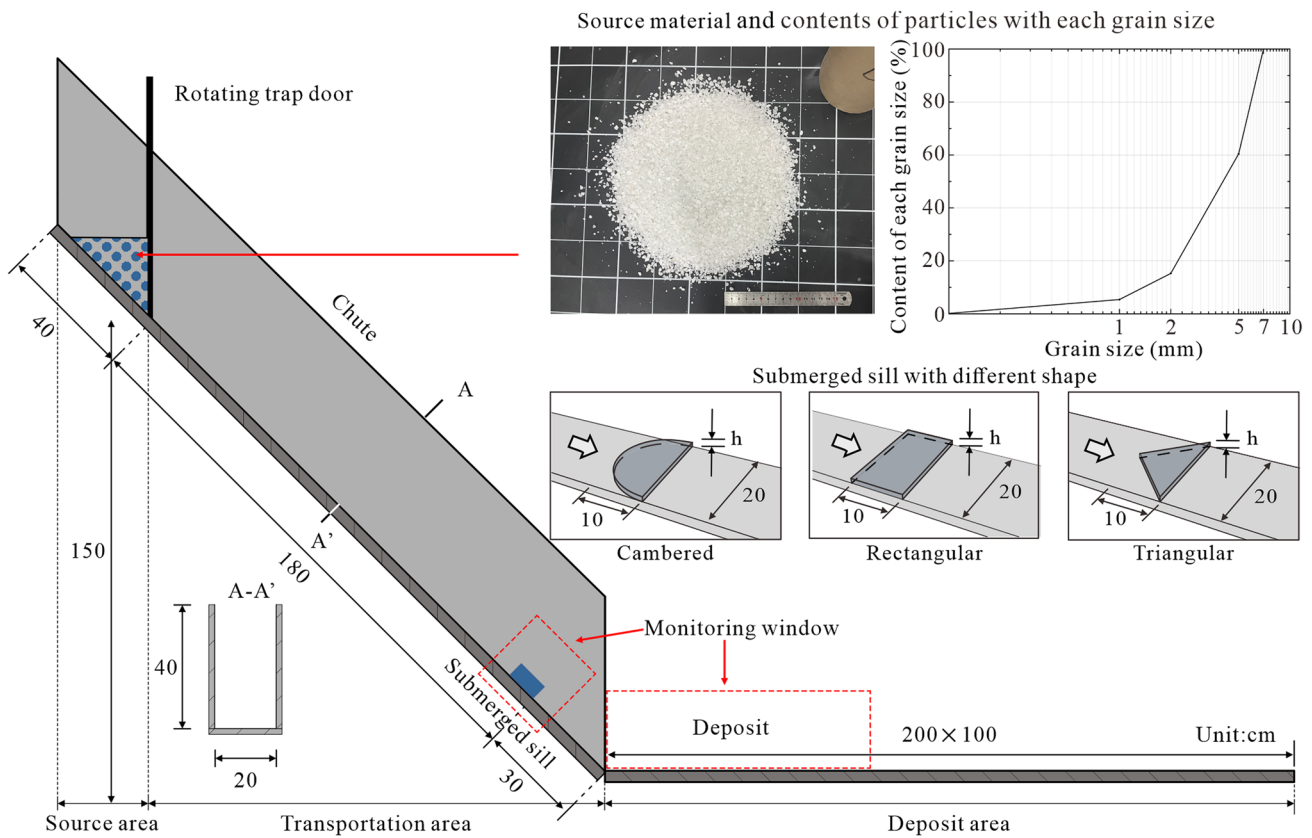 Source material and contents of particles with each grain size
Rotating trap door
Content of each grain size (%)
100
80
60
40
20
0
1
2
5
7
10
Grain size (mm)
40
Chute
A
Submerged sill with different shape
h
20
10
Cambered
h
20
10
Rectangular
h
20
10
Triangular
150
A'
180
A-A'
40
20
Monitoring window
Submerged sill
30
Deposit
200×100
Unit:cm
Source area
Transportation area
Deposit area